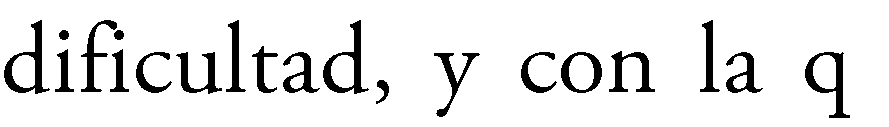 dificultad, y con la q